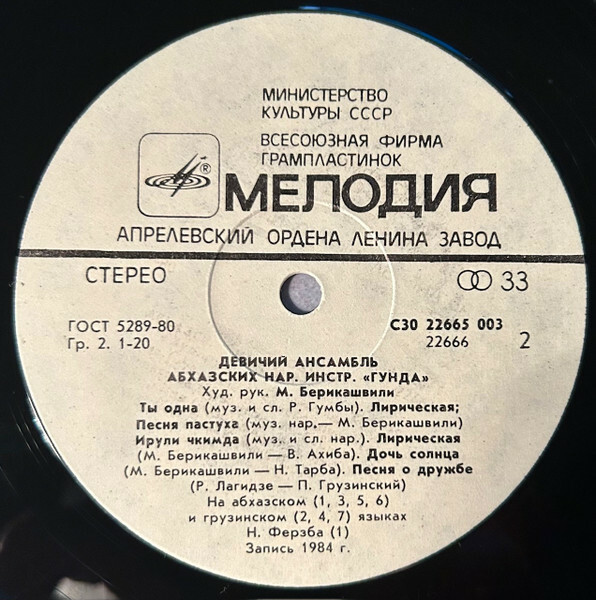 МИНИСТЕРСТВО
КУЛЬТУРЫ СССР
ВСЕСОЮЗНАЯ ФИРМА
ГРАМПЛАСТИНОК
®
МЕЛОДИЯ
АПРЕЛЕВСКИЙ ОРДЕНА ЛЕНИНА ЗАВОД
СТЕРЕО
33
ГОСТ 5289-80
С30 22665 003
Гр. 2. 1-20
22666
2
ДЕВИЧИЙ АНСАМБЛЬ
АБХАЗСКИХ НАР. ИНСТР. «ГУНДА»
Худ. рук. М. Берикашвили
Ты одна (муз. и сл. Р. Гумбы). Лирическая;
Песня пастуха (муз. нар.— М. Берикашвили)
Ирули чкимда (муз. и сл. нар.). Лирическая
(М. Берикашвили — В. Ахиба). Дочь солнца
(М. Берикашвили — Н. Тарба). Песня о дружбе
(Р. Лагидзе — П. Грузинский)
На абхазском (1, 3, 5, 6)
и грузинском (2, 4, 7) языках
Н. Ферзба (1)
Запись 1984 г.